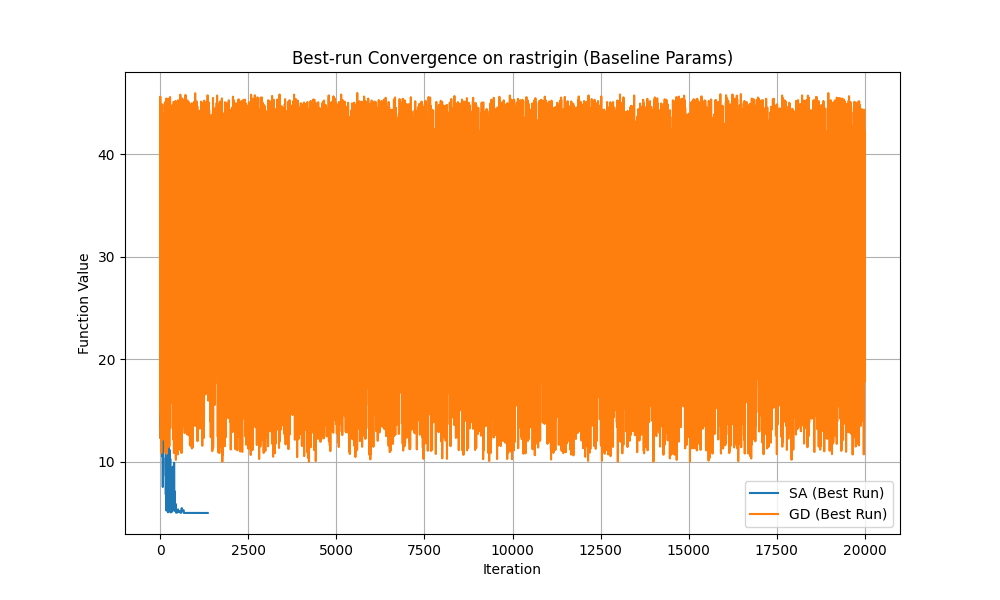 Best-run Convergence on rastrigin (Baseline Params)
Function Value
40
30
20
10
0
2500
5000
7500
10000
12500
15000
17500
20000
Iteration
SA (Best Run)
GD (Best Run)